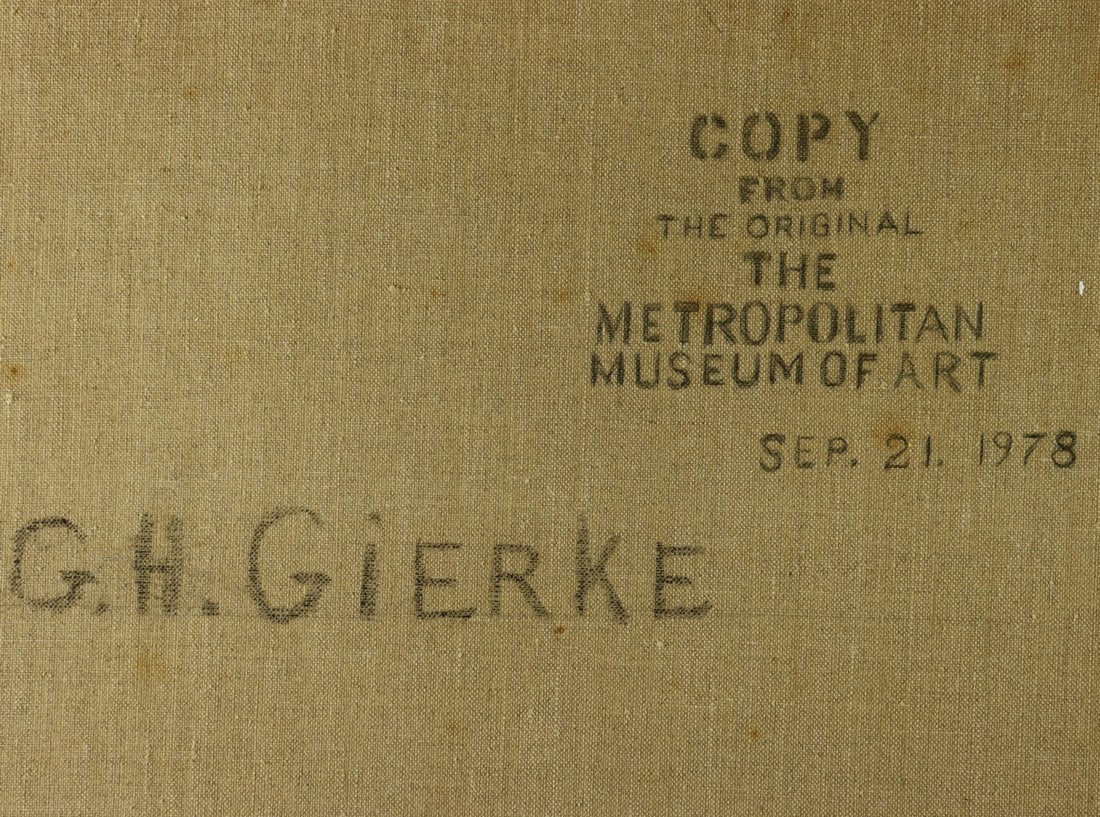 COPY
FROM
THE ORIGINAL
THE
METROPOLITAN
MUSEUM OF ART
SEP. 21. 1978
G. H. GiERKE